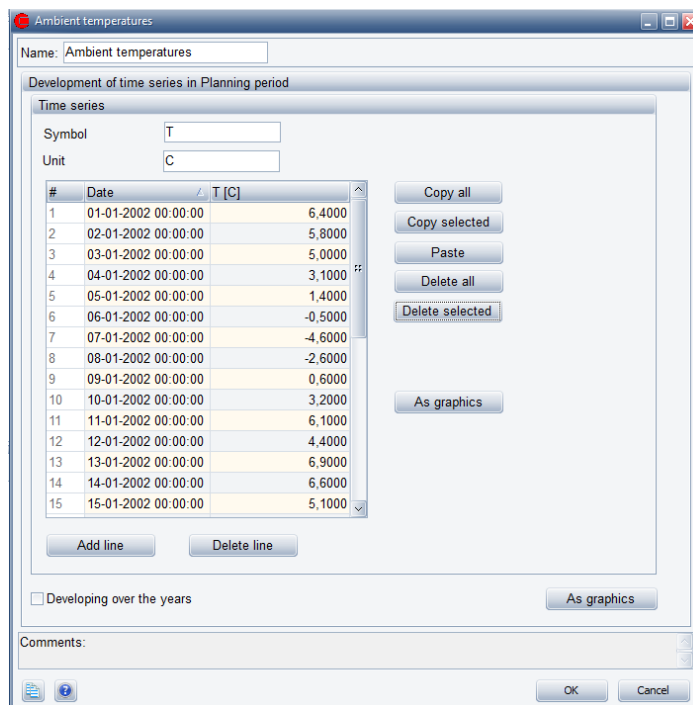 Ambient temperatures
Name: Ambient temperatures
Development of time series in Planning period
Time series
Symbol T
Unit C
# Date T [C]
1 01-01-2002 00:00:00 6,4000
2 02-01-2002 00:00:00 5,8000
3 03-01-2002 00:00:00 5,0000
4 04-01-2002 00:00:00 3,1000
5 05-01-2002 00:00:00 1,4000
6 06-01-2002 00:00:00 -0,5000
7 07-01-2002 00:00:00 -4,6000
8 08-01-2002 00:00:00 -2,6000
9 09-01-2002 00:00:00 0,6000
10 10-01-2002 00:00:00 3,2000
11 11-01-2002 00:00:00 6,1000
12 12-01-2002 00:00:00 4,4000
13 13-01-2002 00:00:00 6,9000
14 14-01-2002 00:00:00 6,6000
15 15-01-2002 00:00:00 5,1000
Copy all
Copy selected
Paste
Delete all
Delete selected
As graphics
Add line Delete line
Developing over the years As graphics
Comments:
OK Cancel